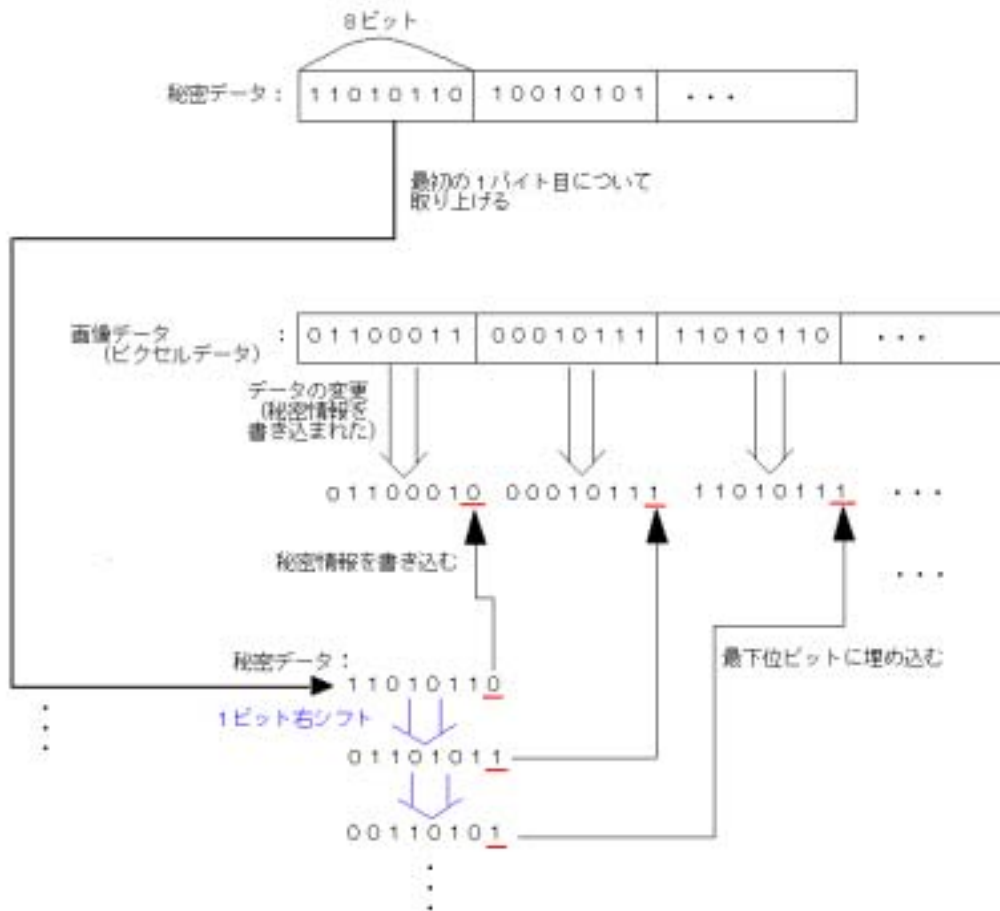 8ビット
秘密データ： 11010110 10010101 ・・・
最初の1バイト目について
取り上げる
画像データ ： 01100011 00010111 11010110 ・・・
（ピクセルデータ）
データの変更
（秘密情報を
書き込まれた）
01100010 00010111 11010111 ・・・
秘密情報を書き込む
・・・
秘密データ：
最下位ビットに埋め込む
11010110
1ビット右シフト
01101011
00110101